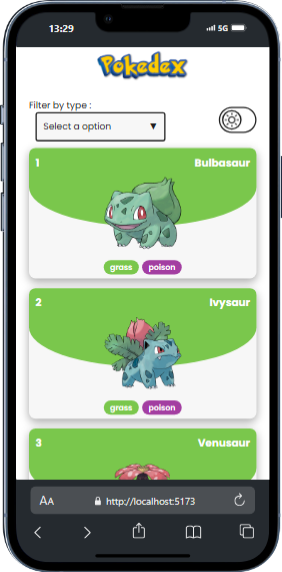 13:29
5G
Pokedex
Filter by type :
Select a option ▼
1 Bulbasaur
grass poison
2 Ivysaur
grass poison
3 Venusaur
AA http://localhost:5173